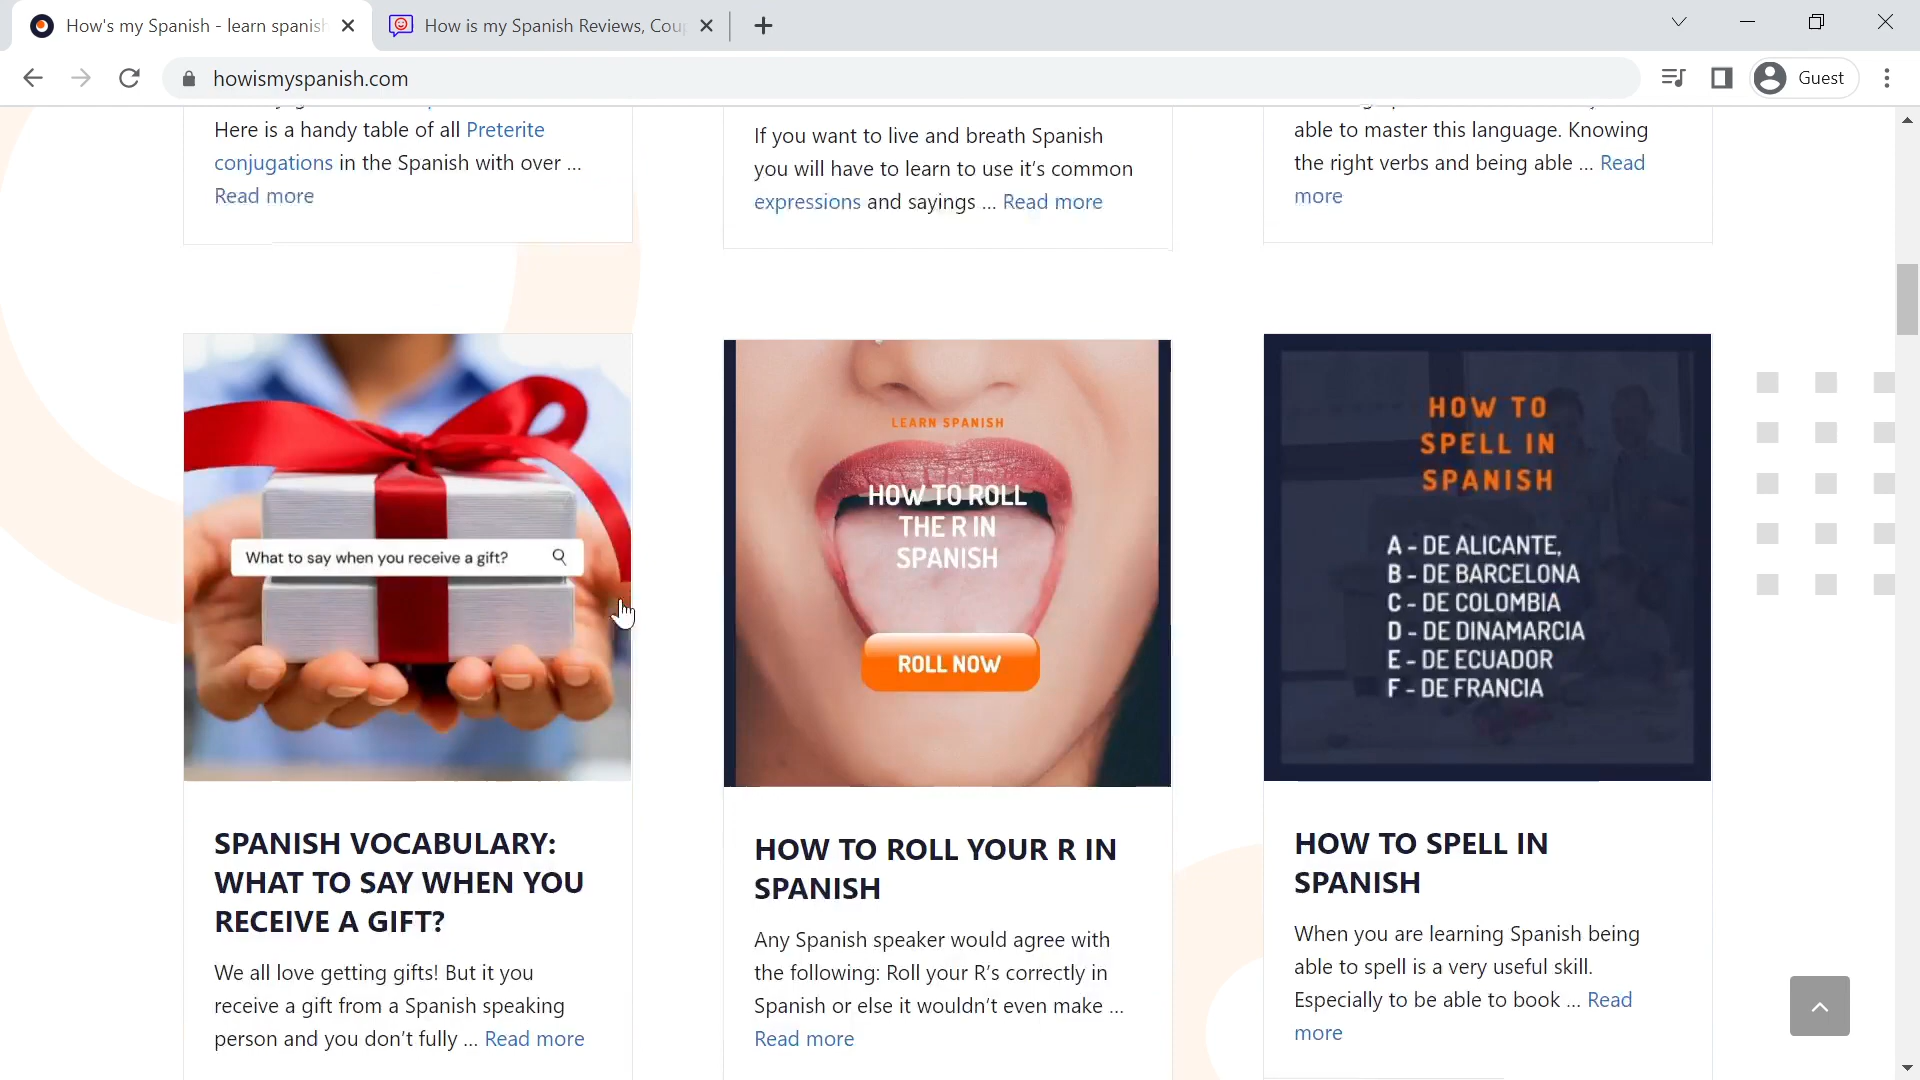 How's my Spanish - learn spanish
How is my Spanish Reviews, Cou
howismyspanish.com
Guest
Here is a handy table of all Preterite
conjugations in the Spanish with over ...
Read more
If you want to live and breath Spanish
you will have to learn to use it's common
expressions and sayings ... Read more
able to master this language. Knowing
the right verbs and being able ... Read
more
What to say when you receive a gift?
SPANISH VOCABULARY:
WHAT TO SAY WHEN YOU
RECEIVE A GIFT?
We all love getting gifts! But it you
receive a gift from a Spanish speaking
person and you don't fully ... Read more
LEARN SPANISH
HOW TO ROLL
THE R IN
SPANISH
ROLL NOW
HOW TO ROLL YOUR R IN
SPANISH
Any Spanish speaker would agree with
the following: Roll your R's correctly in
Spanish or else it wouldn't even make ...
Read more
HOW TO
SPELL IN
SPANISH
A - DE ALICANTE,
B - DE BARCELONA
C - DE COLOMBIA
D - DE DINAMARCIA
E - DE ECUADOR
F - DE FRANCIA
HOW TO SPELL IN
SPANISH
When you are learning Spanish being
able to spell is a very useful skill.
Especially to be able to book ... Read
more